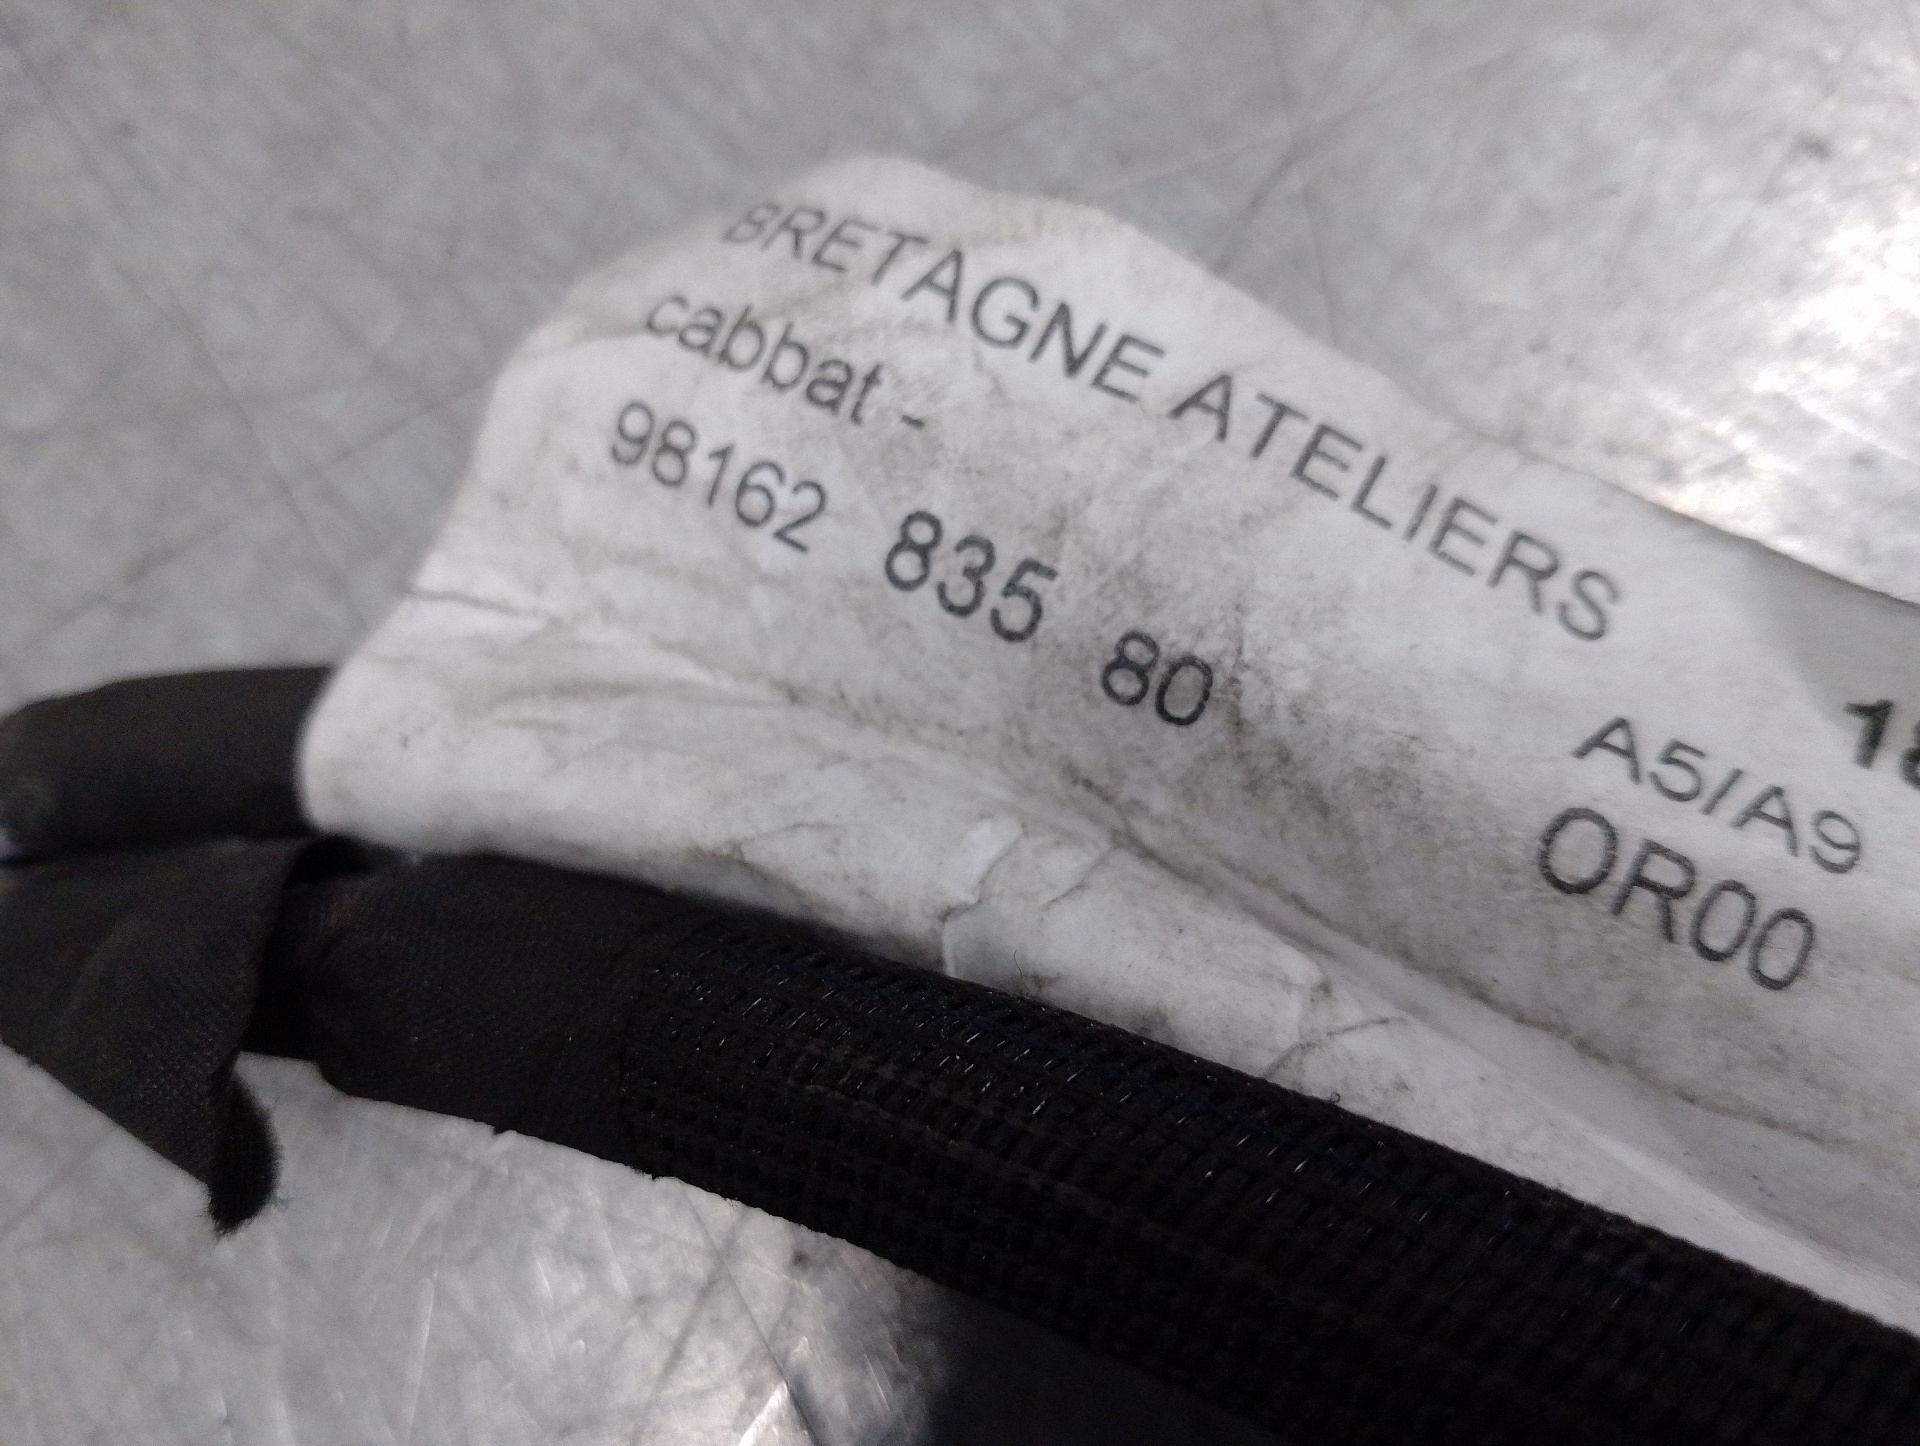 BRETAGNE ATELIERS
cabbat -
98162 835 80
A5/A9
OR00